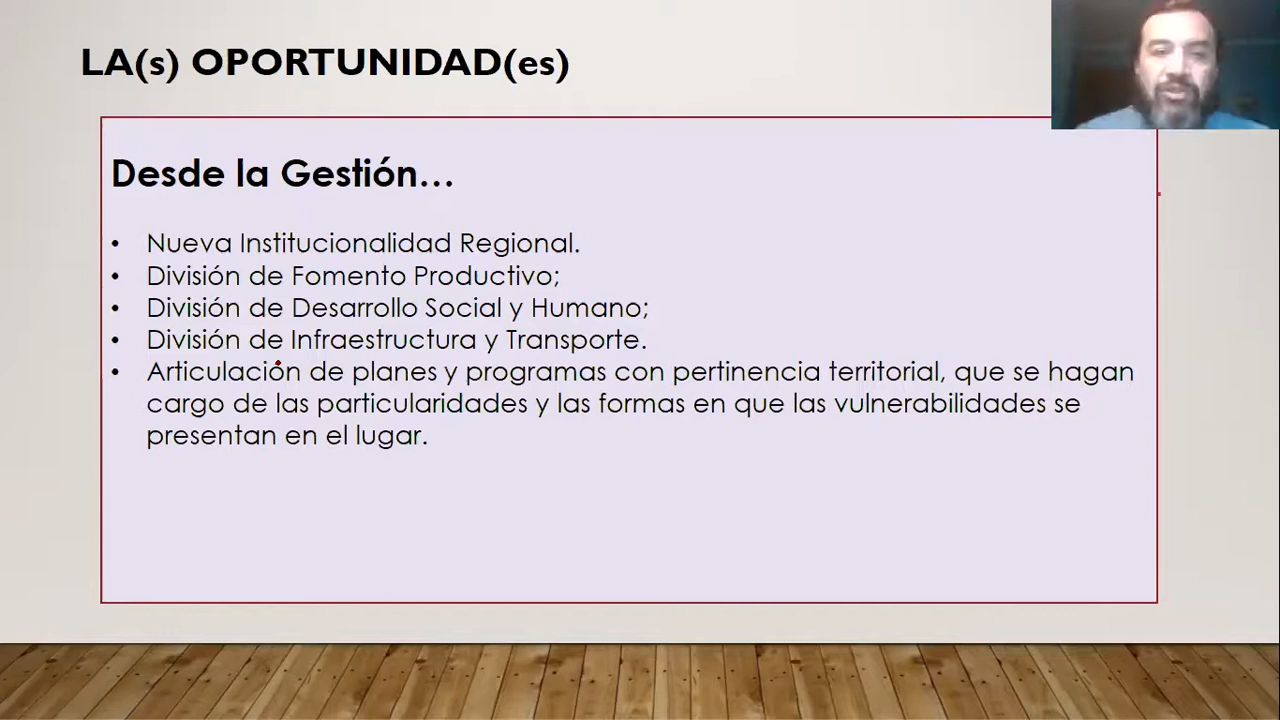 LA(s) OPORTUNIDAD(es)
Desde la Gestión...
• Nueva Institucionalidad Regional.
• División de Fomento Productivo;
• División de Desarrollo Social y Humano;
• División de Infraestructura y Transporte.
• Articulación de planes y programas con pertinencia territorial, que se hagan
cargo de las particularidades y las formas en que las vulnerabilidades se
presentan en el lugar.